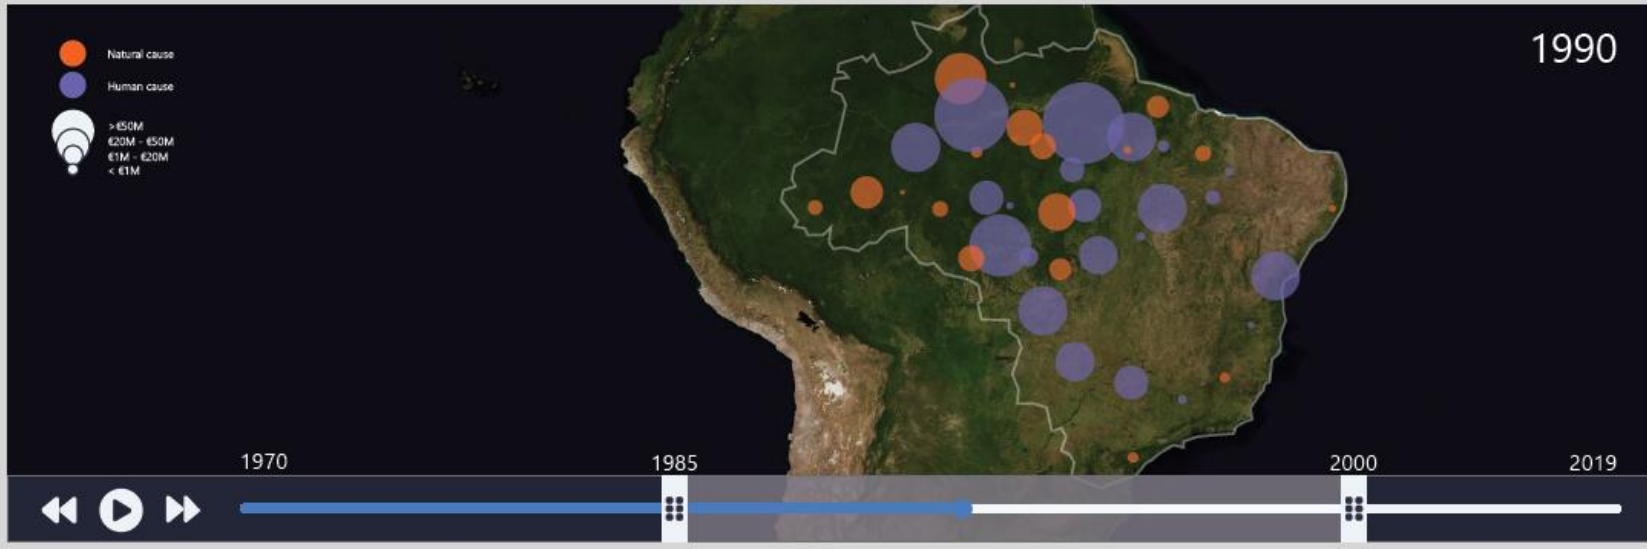 1990
Natural cause
Human cause
>€50M
€20M - €50M
€1M - €20M
< €1M
1970
1985
2000
2019